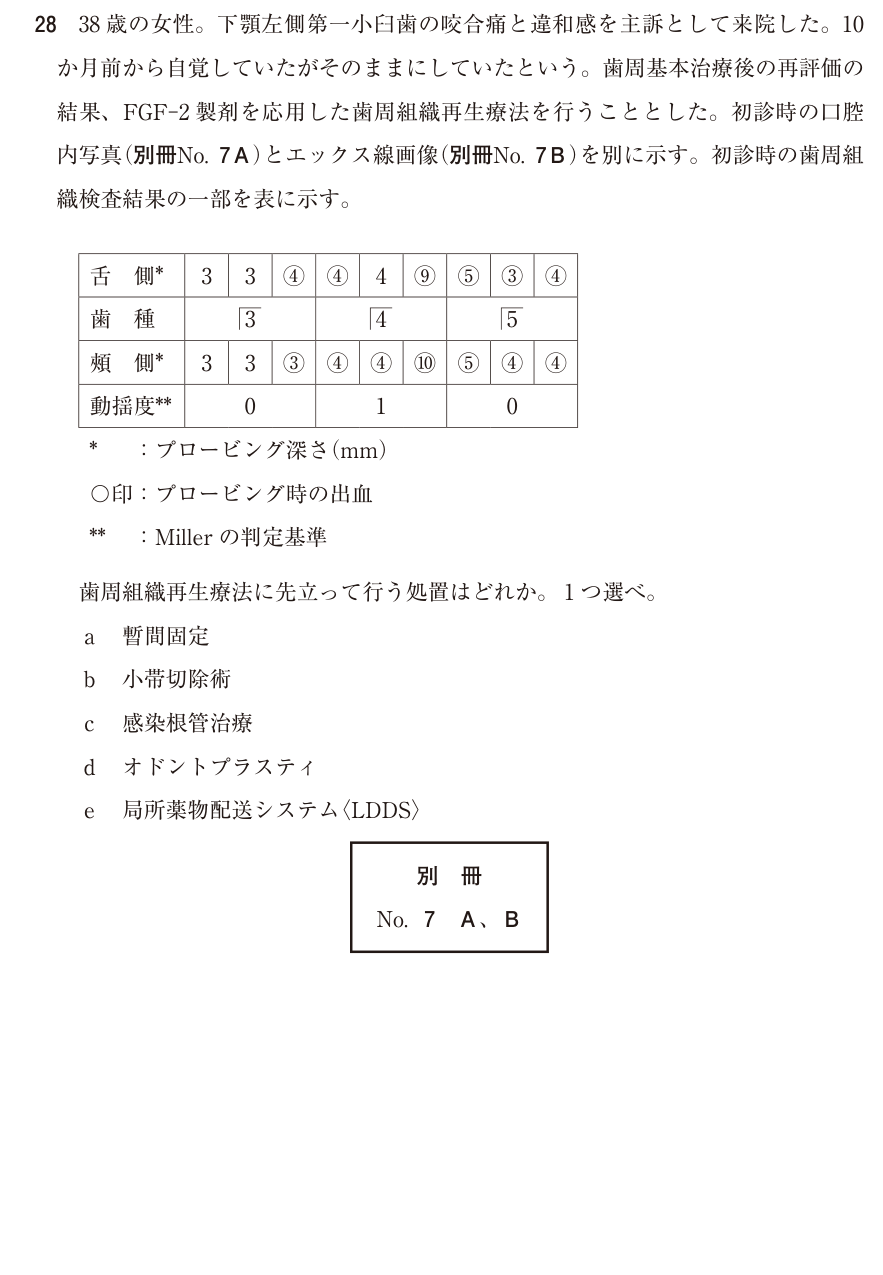 28 38歳の女性。下顎左側第一小臼歯の咬合痛と違和感を主訴として来院した。10
か月前から自覚していたがそのままにしていたという。歯周基本治療後の再評価の
結果、FGF-2製剤を応用した歯周組織再生療法を行うこととした。初診時の口腔
内写真(別冊No. 7A)とエックス線画像(別冊No. 7B)を別に示す。初診時の歯周組
織検査結果の一部を表に示す。
舌 側* 3 3 ④ ④ 4 ⑨ ⑤ ③ ④
歯 種 3 4 5
頰 側* 3 3 ③ ④ ④ ⑩ ⑤ ④ ④
動揺度** 0 1 0
* :プロービング深さ(mm)
○印:プロービング時の出血
** :Millerの判定基準
歯周組織再生療法に先立って行う処置はどれか。1つ選べ。
a 暫間固定
b 小帯切除術
c 感染根管治療
d オドントプラスティ
e 局所薬物配送システム〈LDDS〉
別 冊
No. 7 A、B